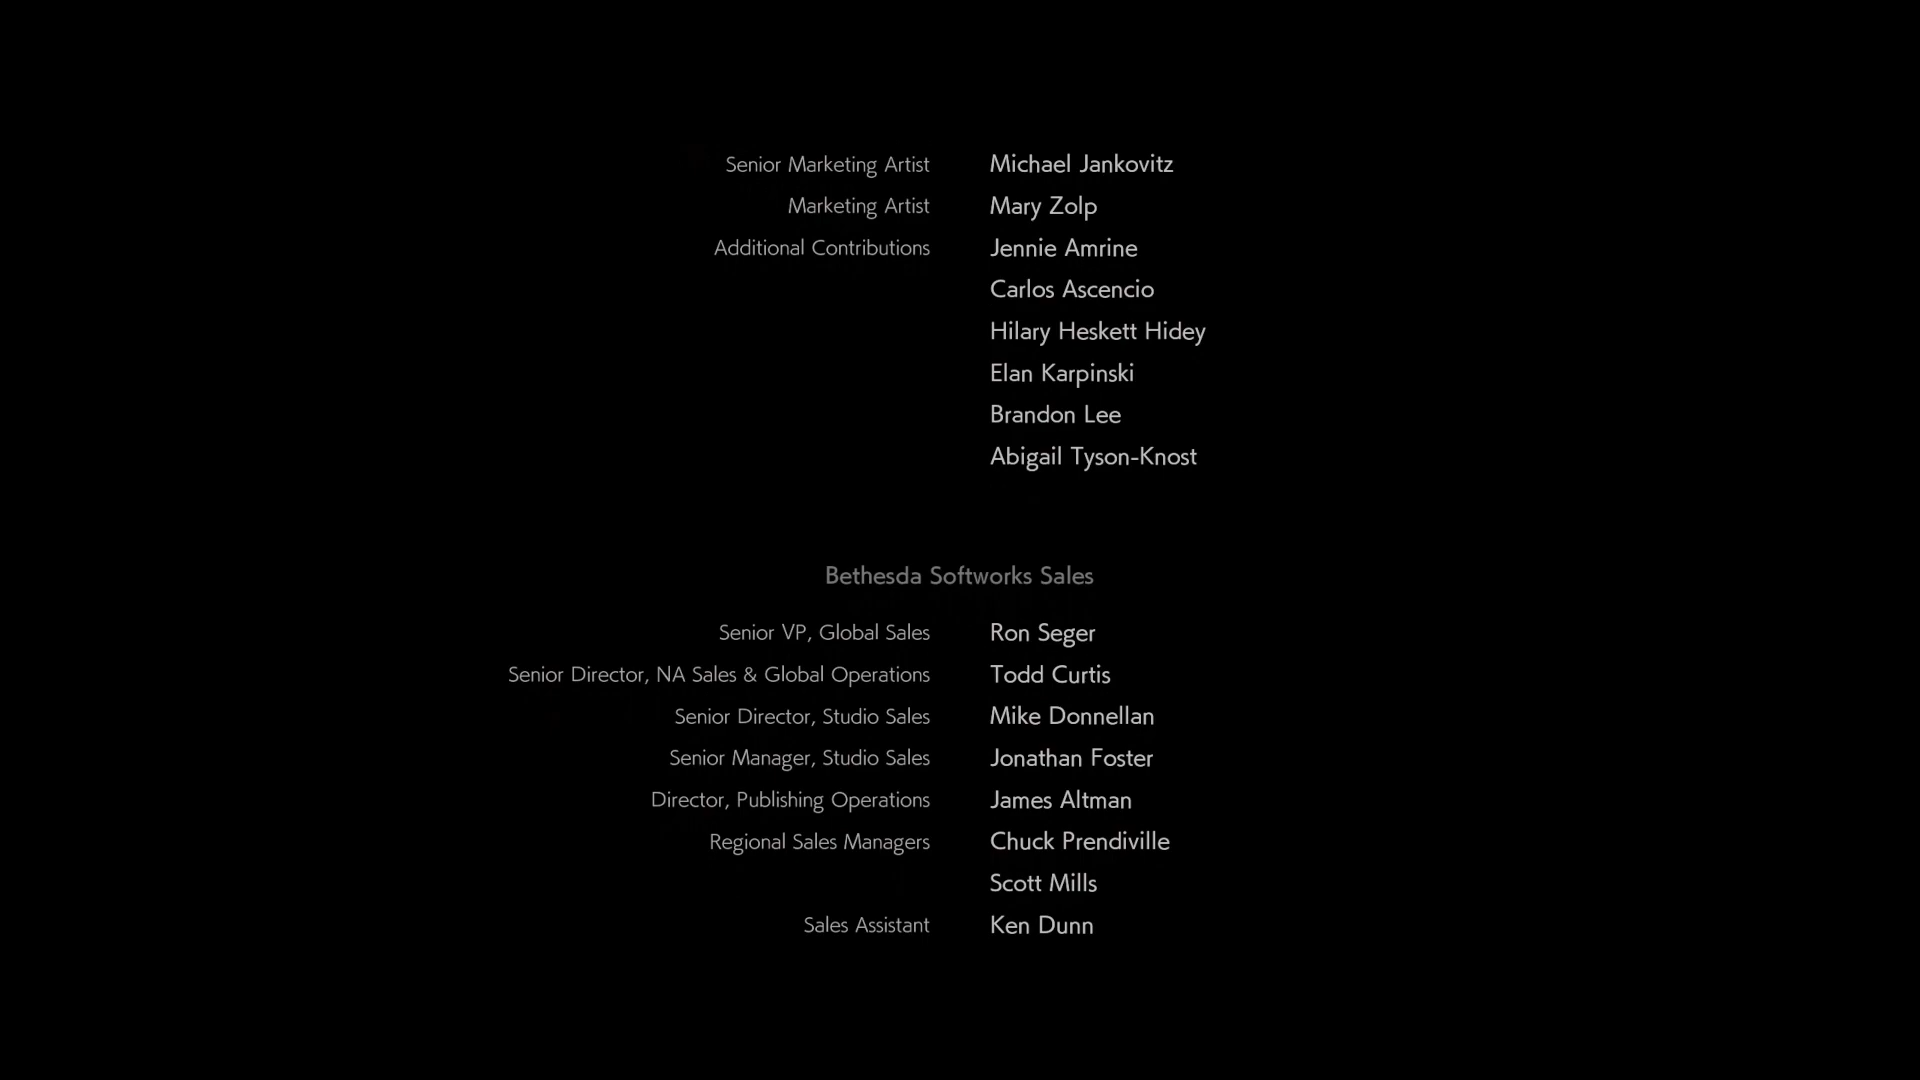 Senior Marketing Artist Michael Jankovitz
Marketing Artist Mary Zolp
Additional Contributions Jennie Amrine
Carlos Ascencio
Hilary Heskett Hidey
Elan Karpinski
Brandon Lee
Abigail Tyson-Knost
Bethesda Softworks Sales
Senior VP, Global Sales Ron Seger
Senior Director, NA Sales & Global Operations Todd Curtis
Senior Director, Studio Sales Mike Donnellan
Senior Manager, Studio Sales Jonathan Foster
Director, Publishing Operations James Altman
Regional Sales Managers Chuck Prendiville
Scott Mills
Sales Assistant Ken Dunn